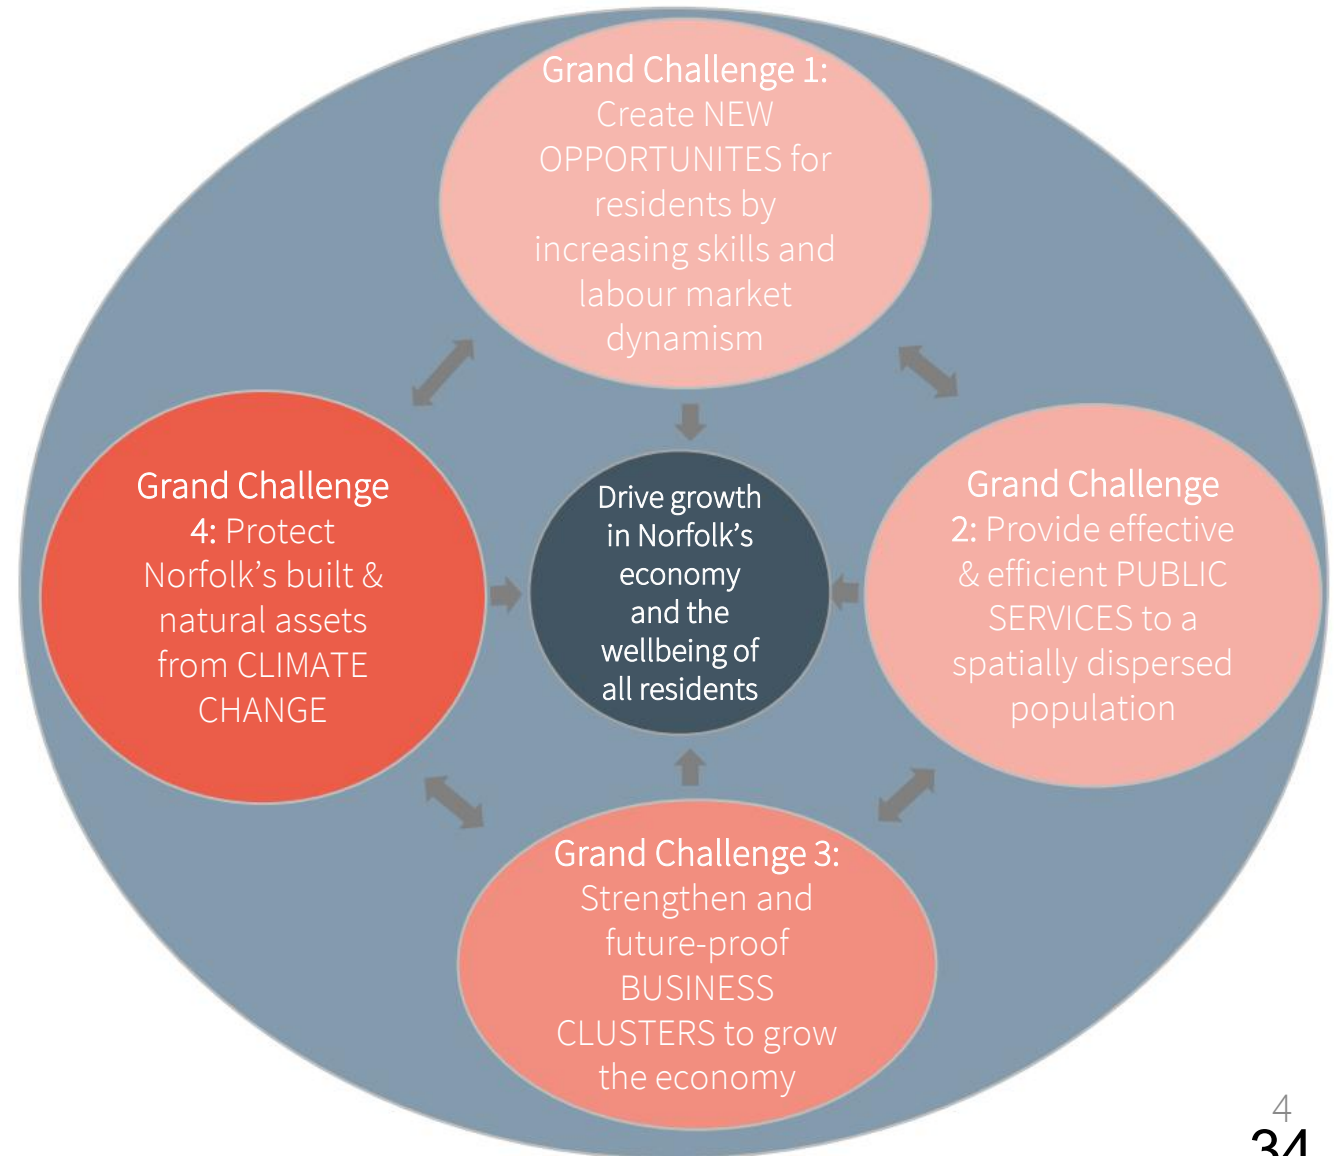 Grand Challenge 1:
Create NEW
OPPORTUNITES for
residents by
increasing skills and
labour market
dynamism
Grand Challenge
4: Protect
Norfolk’s built &
natural assets
from CLIMATE
CHANGE
Drive growth
in Norfolk’s
economy
and the
wellbeing of
all residents
Grand Challenge
2: Provide effective
& efficient PUBLIC
SERVICES to a
spatially dispersed
population
Grand Challenge 3:
Strengthen and
future-proof
BUSINESS
CLUSTERS to grow
the economy
4
34